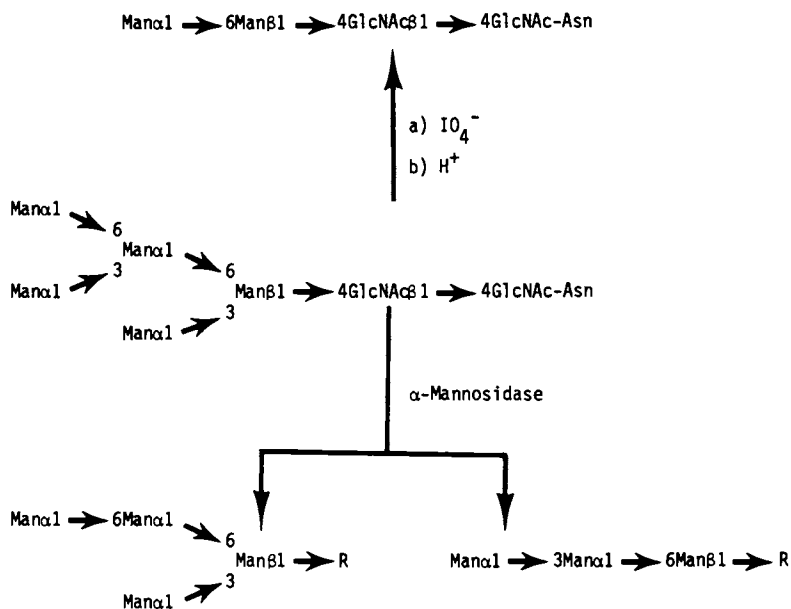 Manα1 → 6Manβ1 → 4GlcNAcβ1 → 4GlcNAc-Asn
a) IO₄⁻
b) H⁺
Manα1
6
Manα1
3
6
Manα1
Manβ1 → 4GlcNAcβ1 → 4GlcNAc-Asn
3
Manα1
α-Mannosidase
Manα1 → 6Manα1
6
Manβ1 → R
3
Manα1
Manα1 → 3Manα1 → 6Manβ1 → R